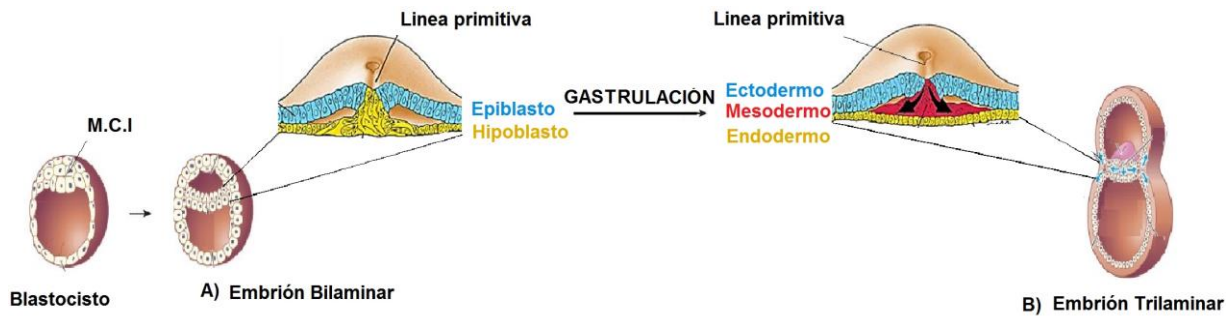 Linea primitiva
Linea primitiva
Epiblasto
Hipoblasto
GASTRULACIÓN
Ectodermo
Mesodermo
Endodermo
M.C.I
Blastocisto
A) Embrión Bilaminar
B) Embrión Trilaminar